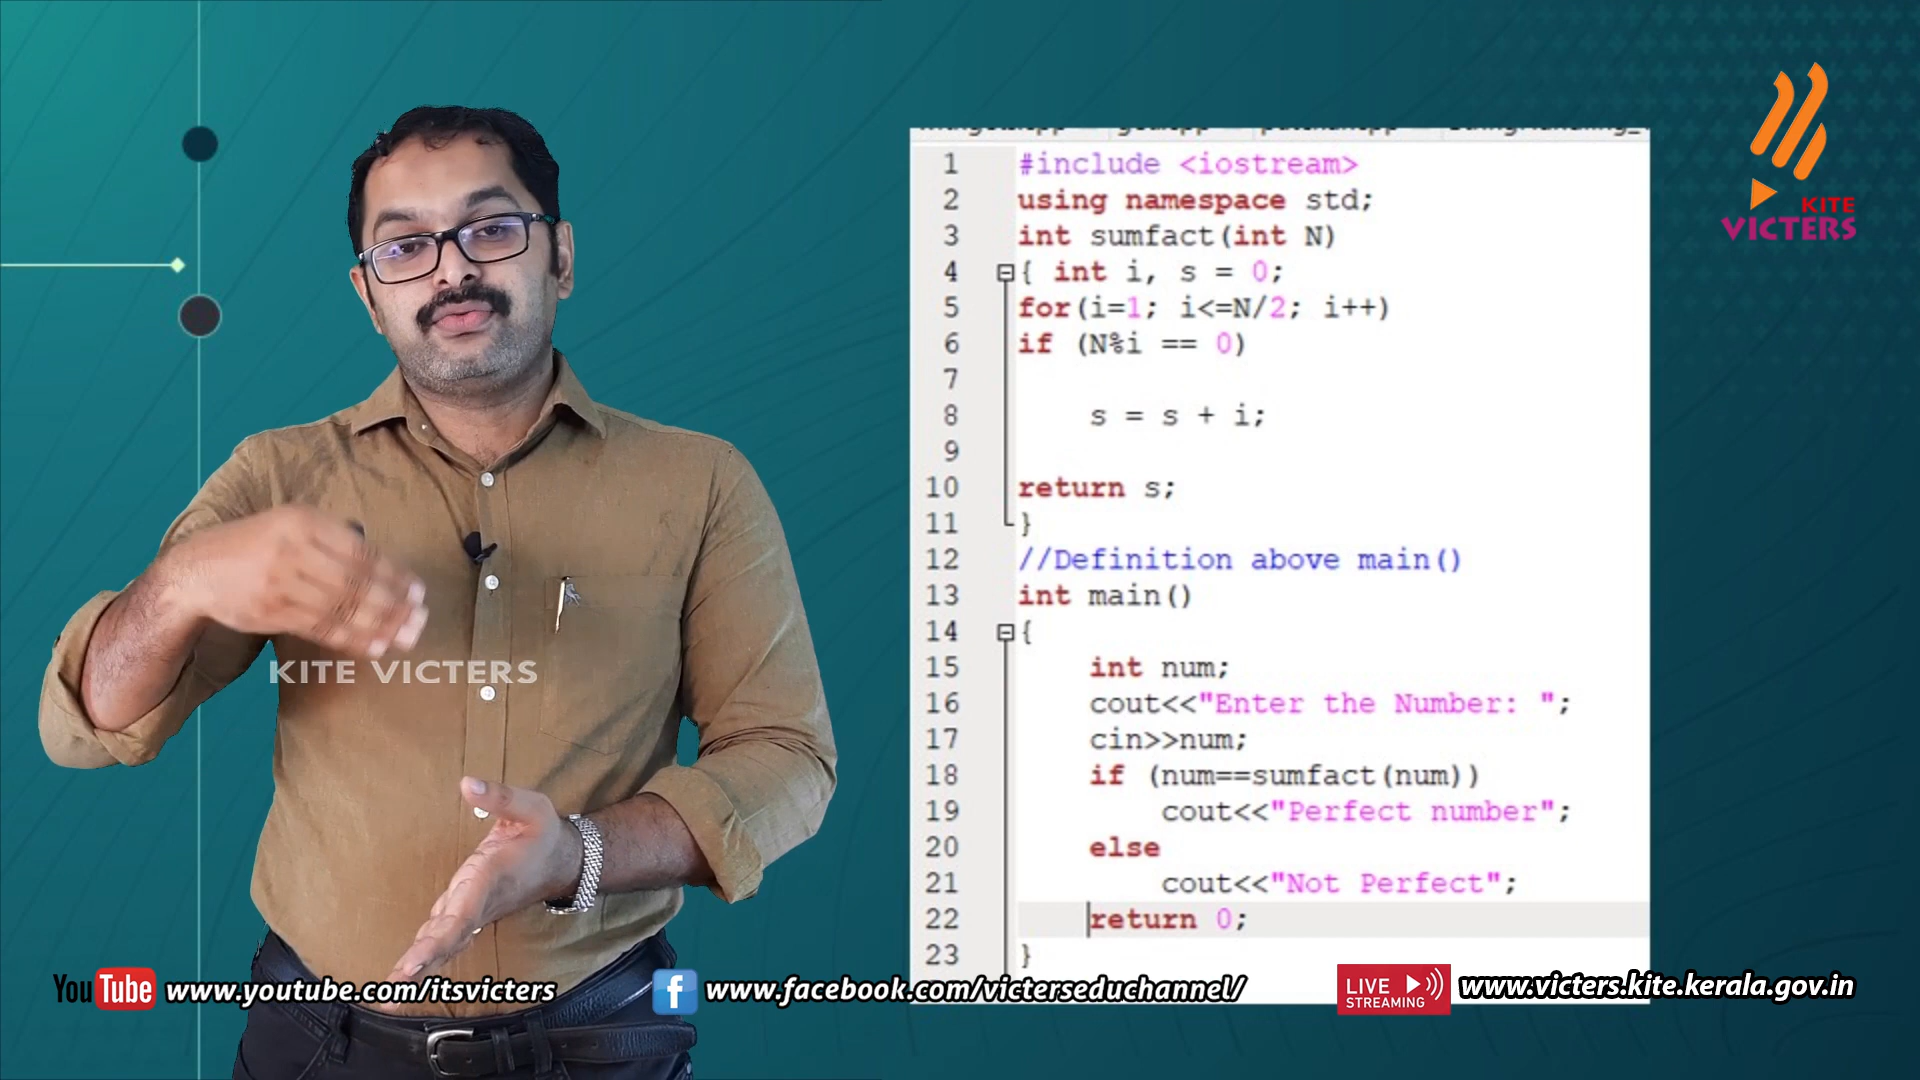 1 #include <iostream>
2 using namespace std;
3 int sumfact(int N)
4 { int i, s = 0;
5 for(i=1; i<=N/2; i++)
6 if (N%i == 0)
7
8 s = s + i;
9
10 return s;
11 }
12 //Definition above main()
13 int main()
14 {
15 int num;
16 cout<<"Enter the Number: ";
17 cin>>num;
18 if (num==sumfact(num))
19 cout<<"Perfect number";
20 else
21 cout<<"Not Perfect";
22 return 0;
23 }
KITE
VICTERS
KITE VICTERS
YouTube www.youtube.com/itsvicters
f www.facebook.com/victerseduchannel/
LIVE STREAMING www.victers.kite.kerala.gov.in